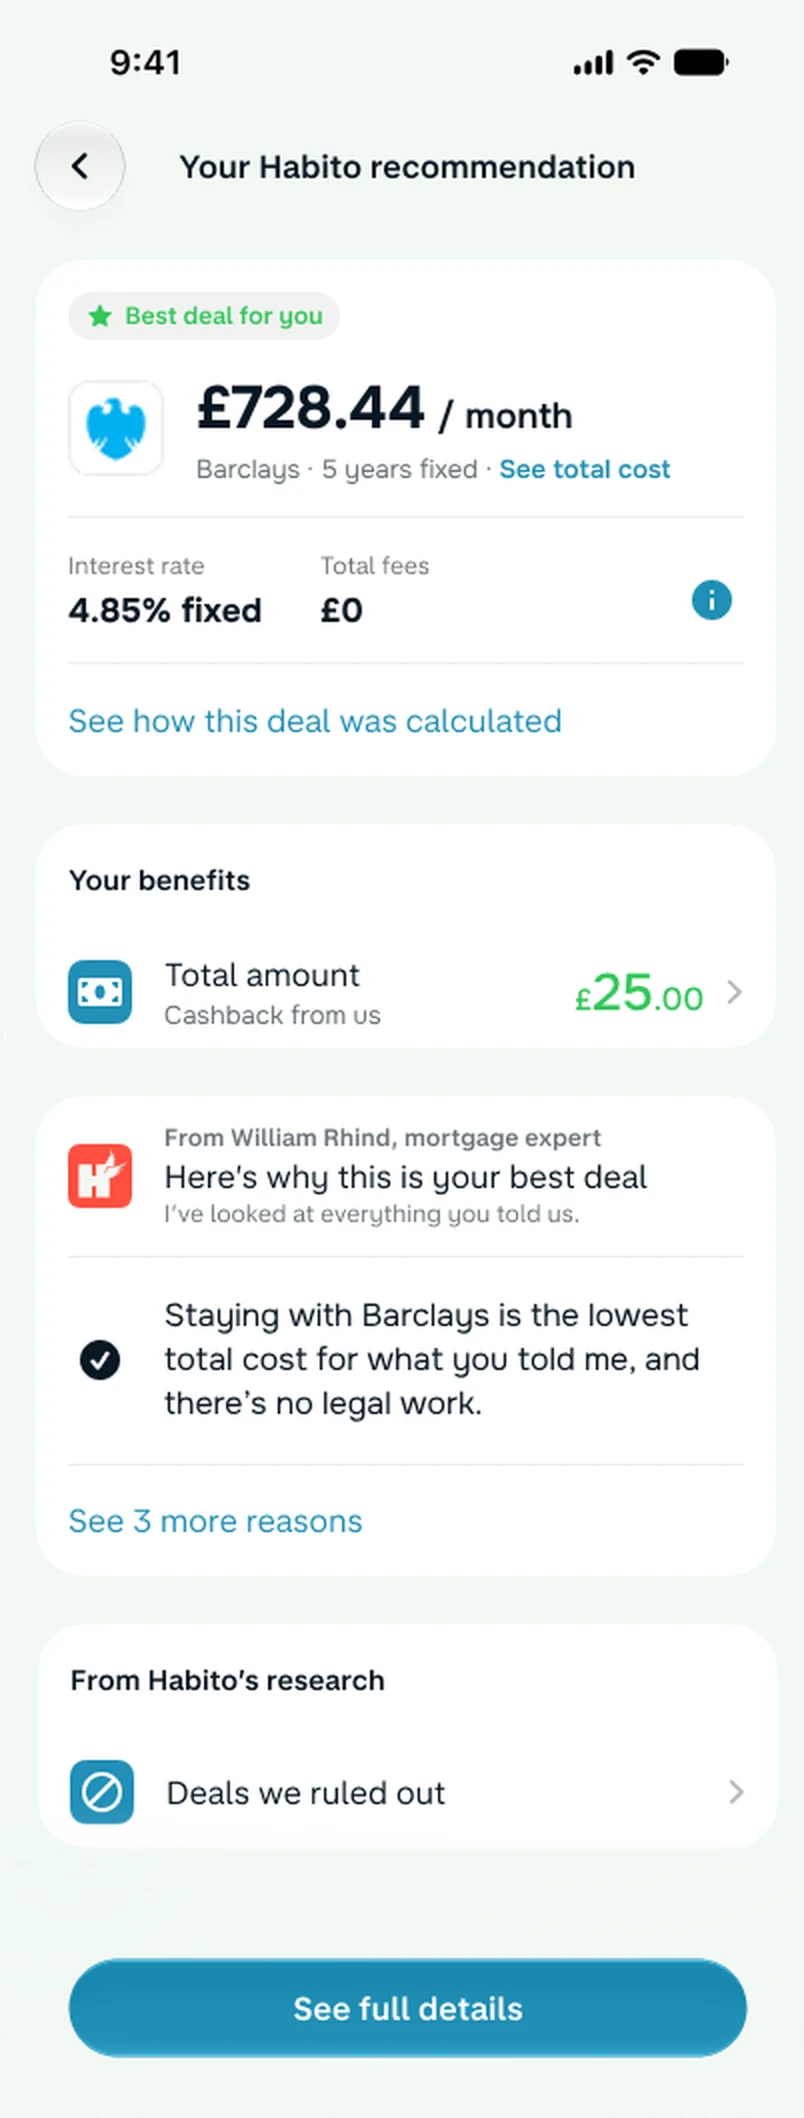 9:41
Your Habito recommendation
Best deal for you
£728.44 / month
Barclays · 5 years fixed · See total cost
Interest rate
Total fees
4.85% fixed
£0
See how this deal was calculated
Your benefits
Total amount
Cashback from us
£25.00
From William Rhind, mortgage expert
Here's why this is your best deal
I've looked at everything you told us.
Staying with Barclays is the lowest
total cost for what you told me, and
there's no legal work.
See 3 more reasons
From Habito's research
Deals we ruled out
See full details